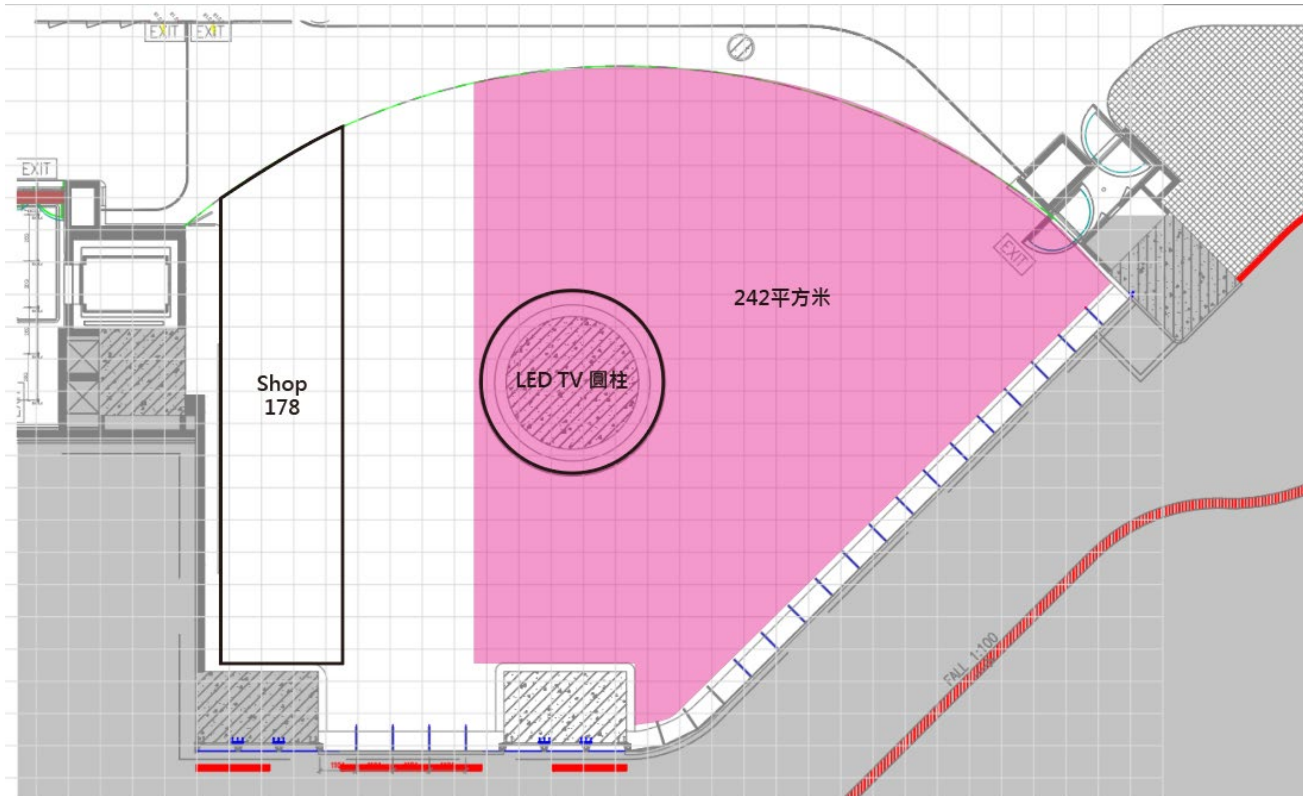 EXIT EXIT
EXIT
EXIT
242平方米
LED TV 圓柱
Shop
178
FALL 1:100